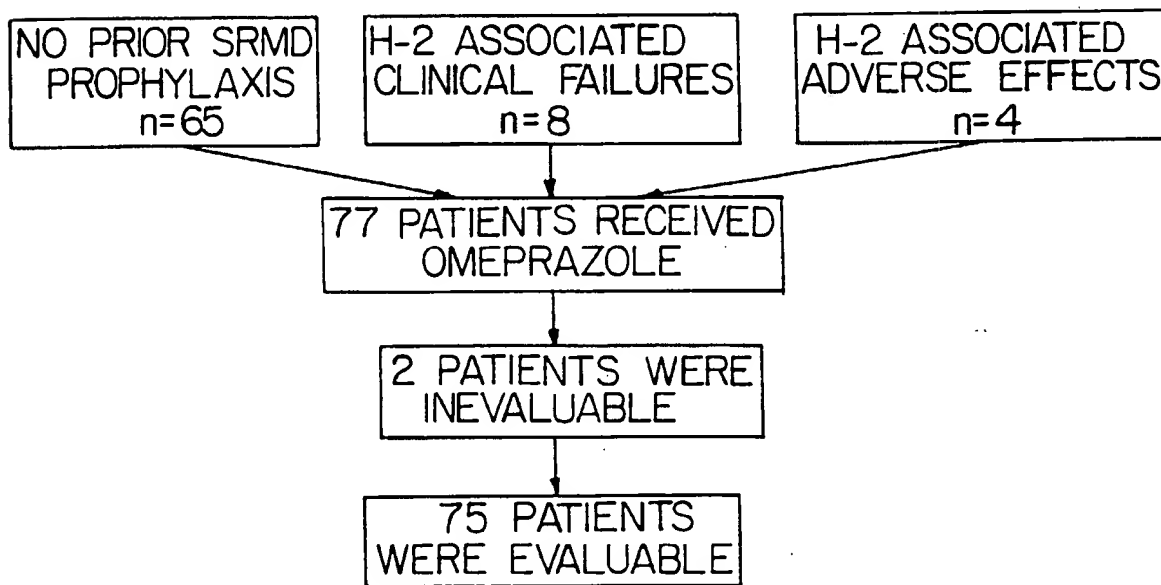 NO PRIOR SRMD
PROPHYLAXIS
n=65
H-2 ASSOCIATED
CLINICAL FAILURES
n=8
H-2 ASSOCIATED
ADVERSE EFFECTS
n=4
77 PATIENTS RECEIVED
OMEPRAZOLE
2 PATIENTS WERE
INEVALUABLE
75 PATIENTS
WERE EVALUABLE